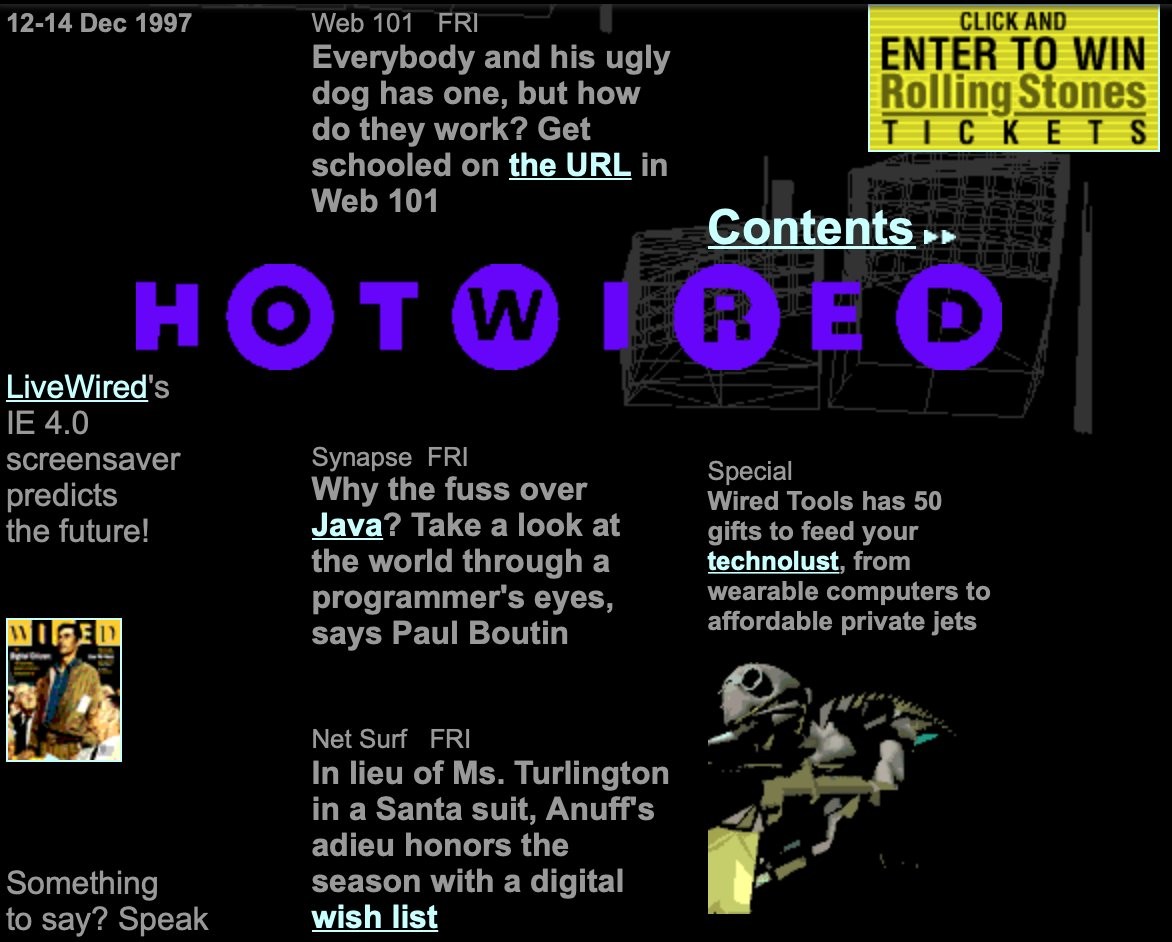 12-14 Dec 1997
Web 101 FRI
Everybody and his ugly
dog has one, but how
do they work? Get
schooled on the URL in
Web 101
CLICK AND
ENTER TO WIN
Rolling Stones
TICKETS
Contents
HOTWIRED
LiveWired's
IE 4.0
screensaver
predicts
the future!
Synapse FRI
Why the fuss over
Java? Take a look at
the world through a
programmer's eyes,
says Paul Boutin
Special
Wired Tools has 50
gifts to feed your
technolust, from
wearable computers to
affordable private jets
WIRED
Net Surf FRI
In lieu of Ms. Turlington
in a Santa suit, Anuff's
adieu honors the
season with a digital
wish list
Something
to say? Speak